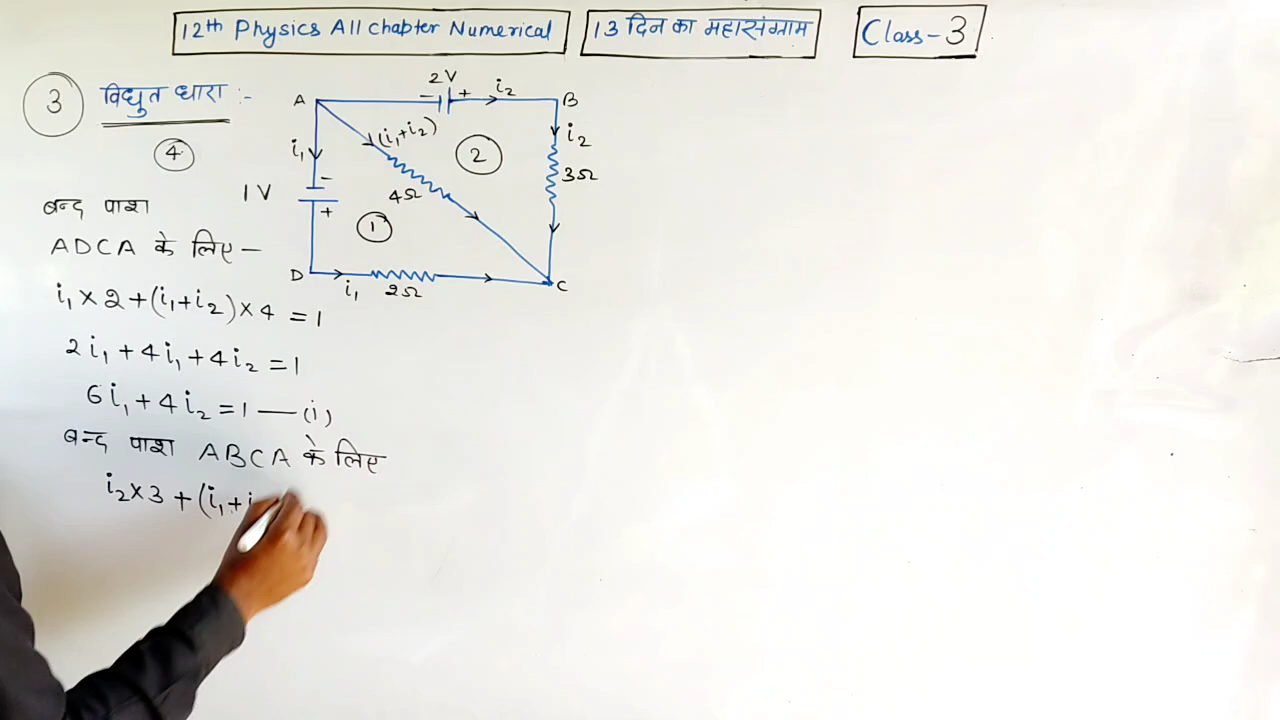 12th Physics All Chapter Numerical
13 दिन का महासंग्राम
Class-3
3 विद्युत धारा :-
4
A
2V
- +
i₂
B
i₁
(i₁+i₂)
2
i₂
3Ω
1V
-
+
4Ω
1
D
i₁
2Ω
C
बन्द पाश
ADCA के लिए –
i₁×2+(i₁+i₂)×4 =1
2i₁+4i₁+4i₂=1
6i₁+4i₂=1 —(i)
बन्द पाश ABCA के लिए
i₂×3+(i₁+i